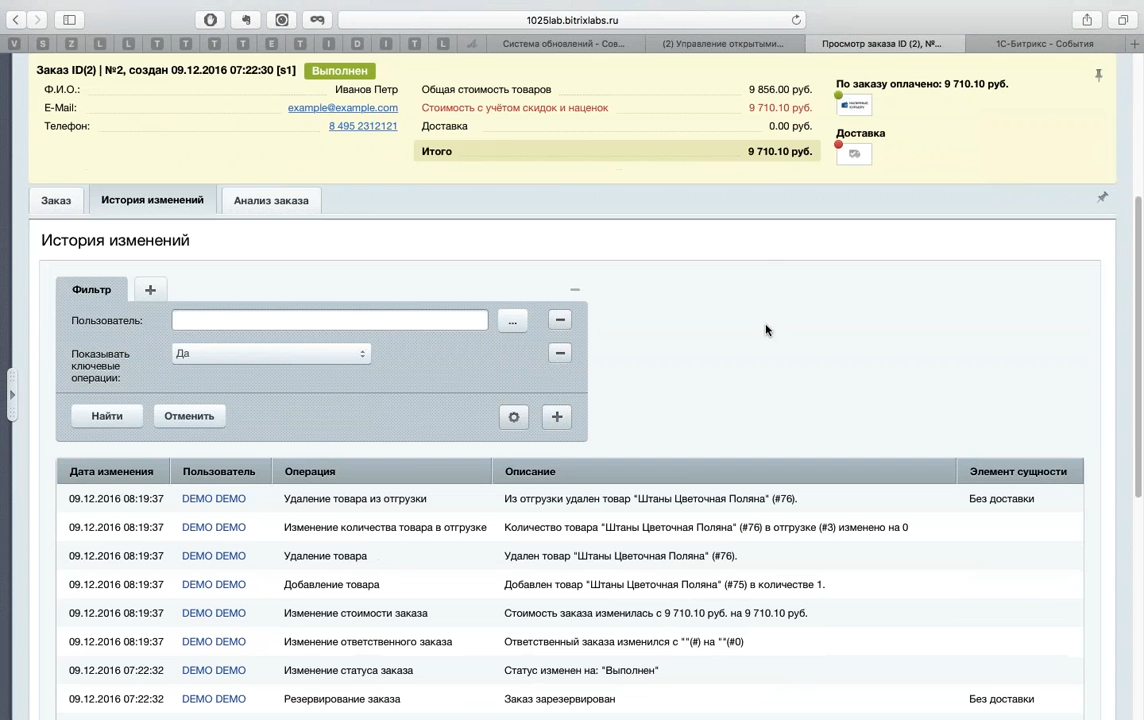 1025lab.bitrixlabs.ru
V S Z L L T T T T E T I D I T L
Система обновлений - Сов...
(2) Управление открытыми...
Просмотр заказа ID (2), №...
1С-Битрикс - События
Заказ ID(2) | №2, создан 09.12.2016 07:22:30 [s1] Выполнен
Ф.И.О.: Иванов Петр
E-Mail: example@example.com
Телефон: 8 495 2312121
Общая стоимость товаров 9 856.00 руб.
Стоимость с учётом скидок и наценок 9 710.10 руб.
Доставка 0.00 руб.
Итого 9 710.10 руб.
По заказу оплачено: 9 710.10 руб.
Доставка
Заказ История изменений Анализ заказа
История изменений
Фильтр
Пользователь: ...
Показывать ключевые операции: Да
Найти Отменить
Дата изменения Пользователь Операция Описание Элемент сущности
09.12.2016 08:19:37 DEMO DEMO Удаление товара из отгрузки Из отгрузки удален товар "Штаны Цветочная Поляна" (#76). Без доставки
09.12.2016 08:19:37 DEMO DEMO Изменение количества товара в отгрузке Количество товара "Штаны Цветочная Поляна" (#76) в отгрузке (#3) изменено на 0
09.12.2016 08:19:37 DEMO DEMO Удаление товара Удален товар "Штаны Цветочная Поляна" (#76).
09.12.2016 08:19:37 DEMO DEMO Добавление товара Добавлен товар "Штаны Цветочная Поляна" (#75) в количестве 1.
09.12.2016 08:19:37 DEMO DEMO Изменение стоимости заказа Стоимость заказа изменилась с 9 710.10 руб. на 9 710.10 руб.
09.12.2016 08:19:37 DEMO DEMO Изменение ответственного заказа Ответственный заказа изменился с ""(#) на ""(#0)
09.12.2016 07:22:32 DEMO DEMO Изменение статуса заказа Статус изменен на: "Выполнен"
09.12.2016 07:22:32 DEMO DEMO Резервирование заказа Заказ зарезервирован Без доставки